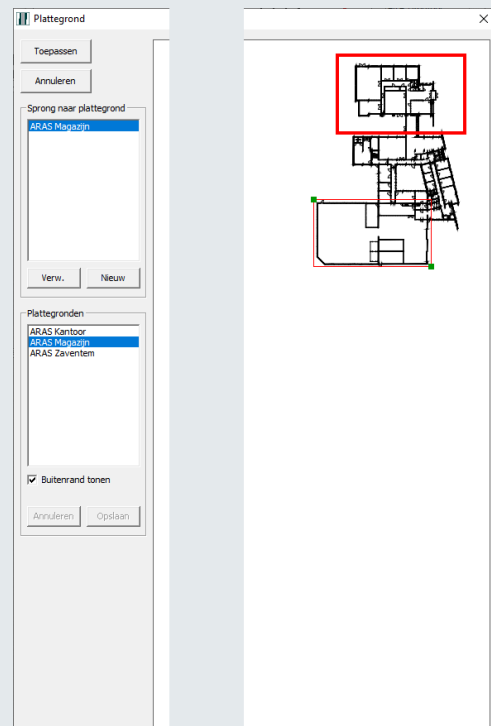 Plattegrond
Toepassen
Annuleren
Sprong naar plattegrond
ARAS Magazijn
Verw.
Nieuw
Plattegronden
ARAS Kantoor
ARAS Magazijn
ARAS Zaventem
Buitenrand tonen
Annuleren
Opslaan